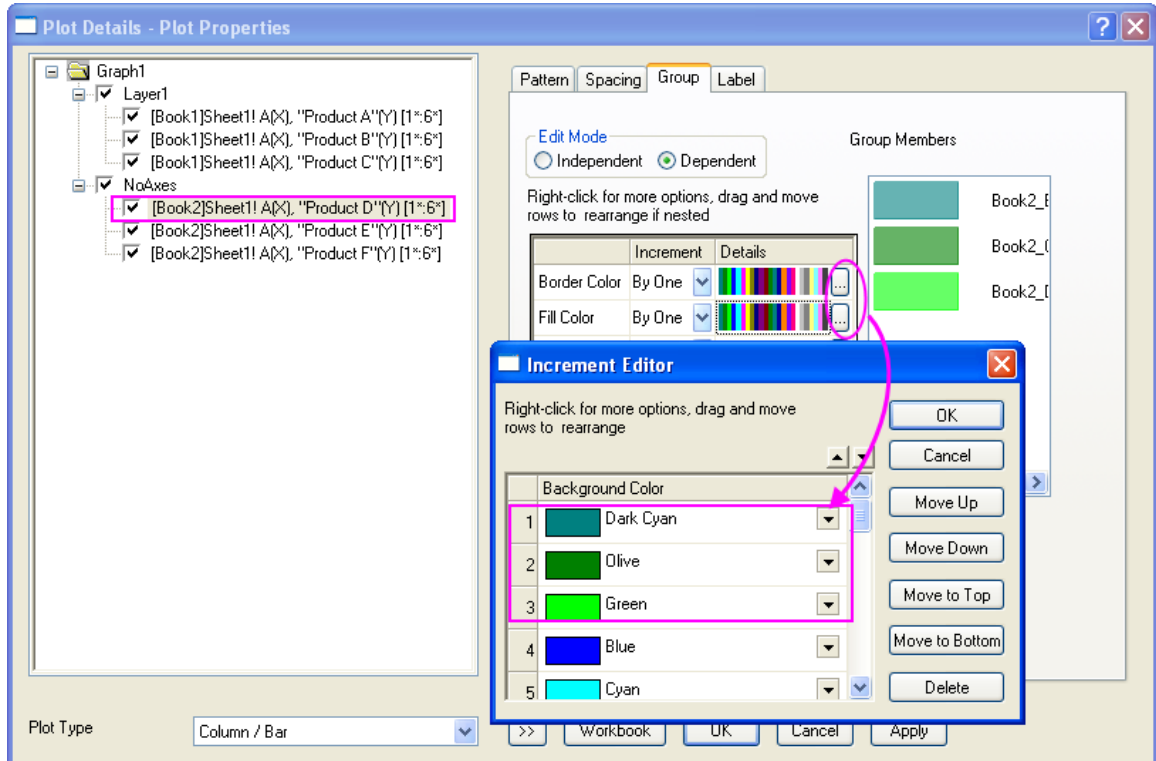 Plot Details - Plot Properties
Graph1
Layer1
[Book1]Sheet1! A(X), "Product A"(Y) [1*:6*]
[Book1]Sheet1! A(X), "Product B"(Y) [1*:6*]
[Book1]Sheet1! A(X), "Product C"(Y) [1*:6*]
NoAxes
[Book2]Sheet1! A(X), "Product D"(Y) [1*:6*]
[Book2]Sheet1! A(X), "Product E"(Y) [1*:6*]
[Book2]Sheet1! A(X), "Product F"(Y) [1*:6*]
Plot Type
Column / Bar
Pattern Spacing Group Label
Edit Mode
Independent Dependent
Right-click for more options, drag and move
rows to rearrange if nested
Increment Details
Border Color By One ...
Fill Color By One ...
Group Members
Book2_
Book2_
Book2_
Increment Editor
Right-click for more options, drag and move
rows to rearrange
Background Color
1 Dark Cyan
2 Olive
3 Green
4 Blue
5 Cyan
OK
Cancel
Move Up
Move Down
Move to Top
Move to Bottom
Delete
>> Workbook OK Cancel Apply